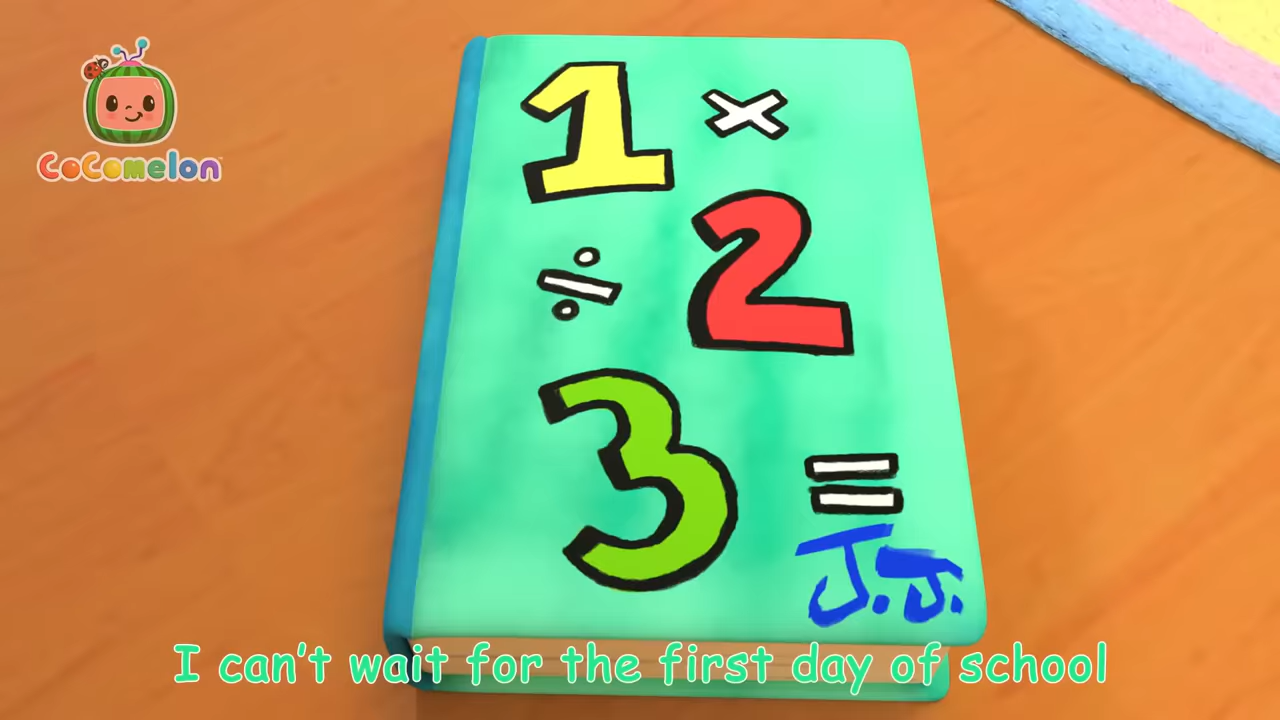 CoComelon
1 ×
÷ 2
3 =
J.J.
I can't wait for the first day of school